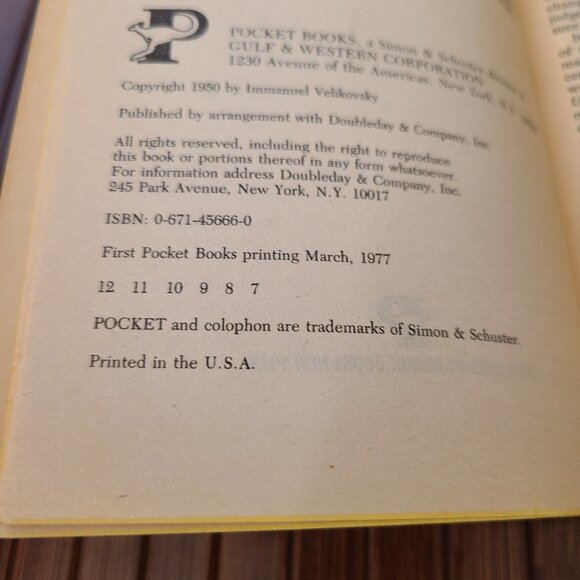 P
POCKET BOOKS, a Simon & Schuster division of
GULF & WESTERN CORPORATION
1230 Avenue of the Americas, New York, N.Y.
Copyright 1950 by Immanuel Velikovsky
Published by arrangement with Doubleday & Company, Inc.
All rights reserved, including the right to reproduce
this book or portions thereof in any form whatsoever.
For information address Doubleday & Company, Inc.
245 Park Avenue, New York, N.Y. 10017
ISBN: 0-671-45666-0
First Pocket Books printing March, 1977
12 11 10 9 8 7
POCKET and colophon are trademarks of Simon & Schuster.
Printed in the U.S.A.